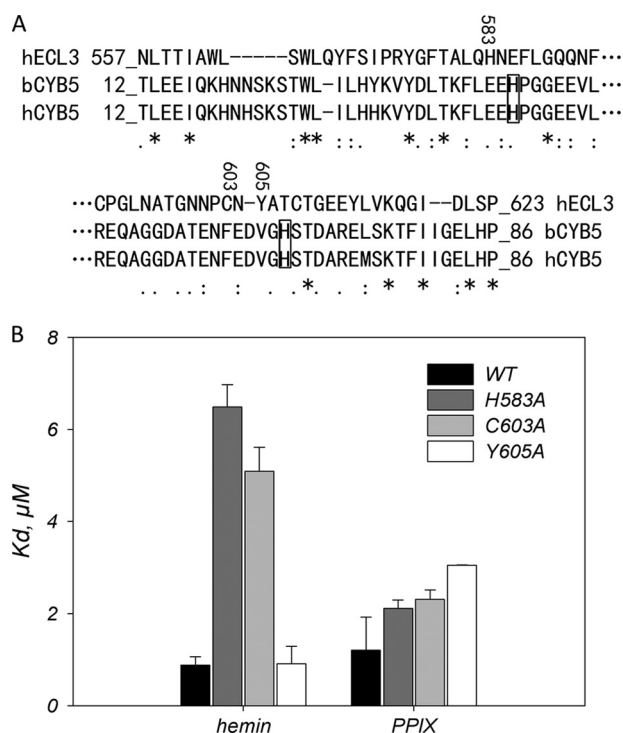 A
583
hECL3 557_NLTTIAWL-----SWLQYFSIPRYGFTALQHNEFLGQQNF···
bCYB5 12_TLEEIQKHNNSKSTWL-ILHYKVYDLTKFLEEHPGGEEVL···
hCYB5 12_TLEEIQKHNHSKSTWL-ILHHKVYDLTKFLEEHPGGEEVL···
. * * :**:::. * .* : :. * : : :
603 605
···CPGLNATGNNPCN-YATCTGEEYLVKQGI--DLSP_623 hECL3
···REQAGGDATENFEDVGHSTDARELSKTFIIGELHP_86 bCYB5
···REQAGGDATENFEDVGHSTDAREMSKTFIIGELHP_86 hCYB5
. . . : : . . :*. . : * * :* *
B
8
WT
H583A
6
C603A
Y605A
Kd, µM
4
2
0
hemin PPIX